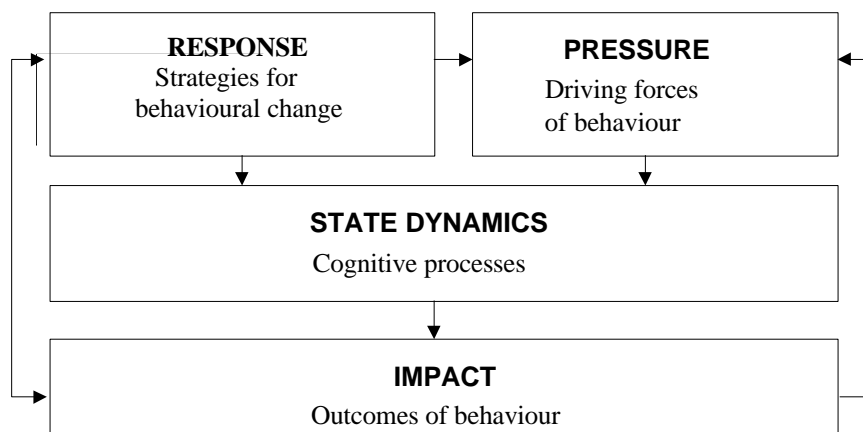 RESPONSE
Strategies for
behavioural change
PRESSURE
Driving forces
of behaviour
STATE DYNAMICS
Cognitive processes
IMPACT
Outcomes of behaviour